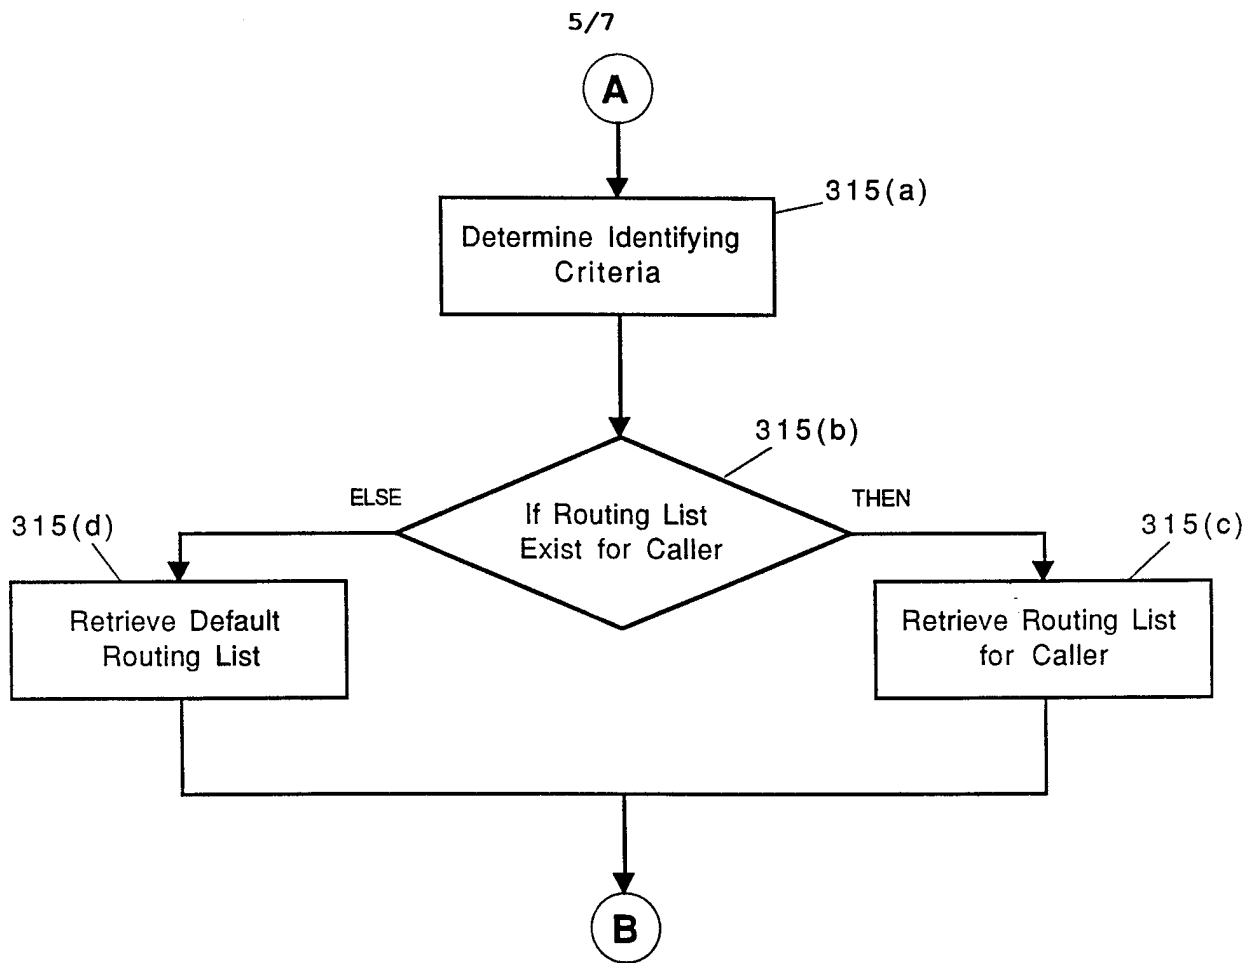 5/7
A
315(a)
Determine Identifying
Criteria
315(b)
ELSE
THEN
If Routing List
Exist for Caller
315(d)
315(c)
Retrieve Default
Routing List
Retrieve Routing List
for Caller
B